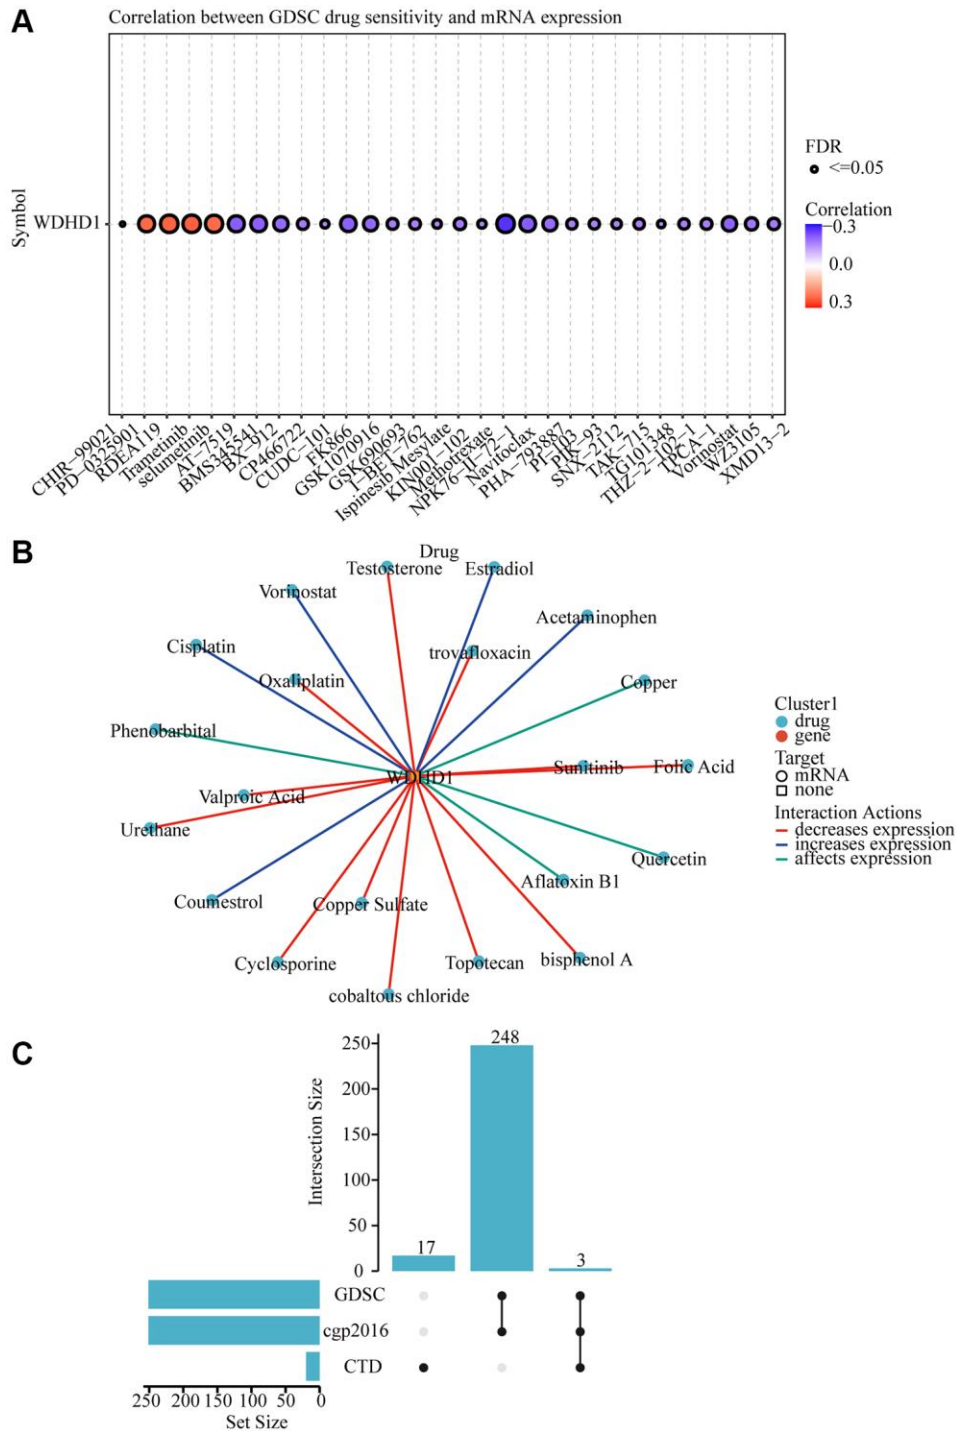 A
Correlation between GDSC drug sensitivity and mRNA expression
Symbol
WDHD1
FDR
<=0.05
Correlation
−0.3
0.0
0.3
CHIR−99021
PD−0325901
RDEA119
Trametinib
selumetinib
AT−7519
BMS345541
BX−912
CP466722
CUDC−101
FK866
GSK1070916
GSK690693
I−BET−762
Ispinesib Mesylate
KIN001−102
Methotrexate
NPK76−II−72−1
Navitoclax
PHA−793887
PI−103
PIK−93
SNX−2112
TAK−715
TG101348
THZ−2−102−1
TPCA−1
Vorinostat
WZ3105
XMD13−2
B
Drug
Testosterone
Estradiol
Vorinostat
Acetaminophen
Cisplatin
trovafloxacin
Oxaliplatin
Copper
Phenobarbital
WDHD1
Sunitinib
Folic Acid
Valproic Acid
Urethane
Quercetin
Aflatoxin B1
Coumestrol
Copper Sulfate
Cyclosporine
Topotecan
bisphenol A
cobaltous chloride
Cluster1
drug
gene
Target
mRNA
none
Interaction Actions
decreases expression
increases expression
affects expression
C
Intersection Size
250
200
150
100
50
0
17
248
3
GDSC
cgp2016
CTD
250 200 150 100 50 0
Set Size